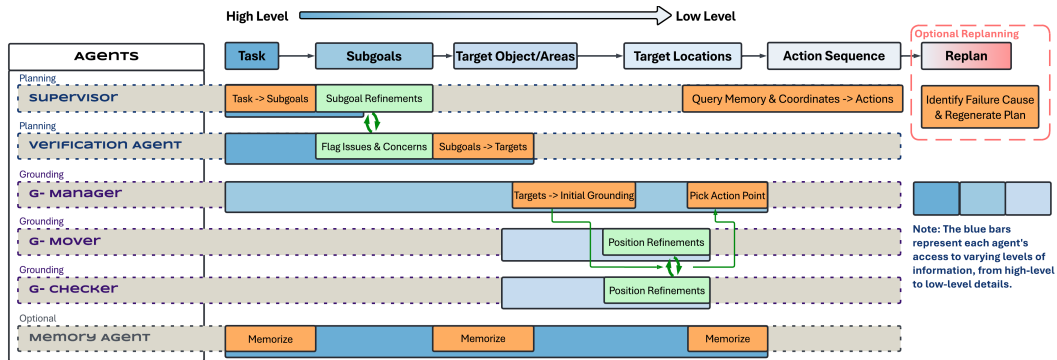 High Level
Low Level
Optional Replanning
AGENTS
Task
Subgoals
Target Object/Areas
Target Locations
Action Sequence
Replan
Planning
Supervisor
Task -> Subgoals
Subgoal Refinements
Query Memory & Coordinates -> Actions
Identify Failure Cause
& Regenerate Plan
Planning
Verification Agent
Flag Issues & Concerns
Subgoals -> Targets
Grounding
G- Manager
Targets -> Initial Grounding
Pick Action Point
Grounding
G- Mover
Position Refinements
Grounding
G- Checker
Position Refinements
Note: The blue bars
represent each agent's
access to varying levels of
information, from high-level
to low-level details.
Optional
Memory Agent
Memorize
Memorize
Memorize